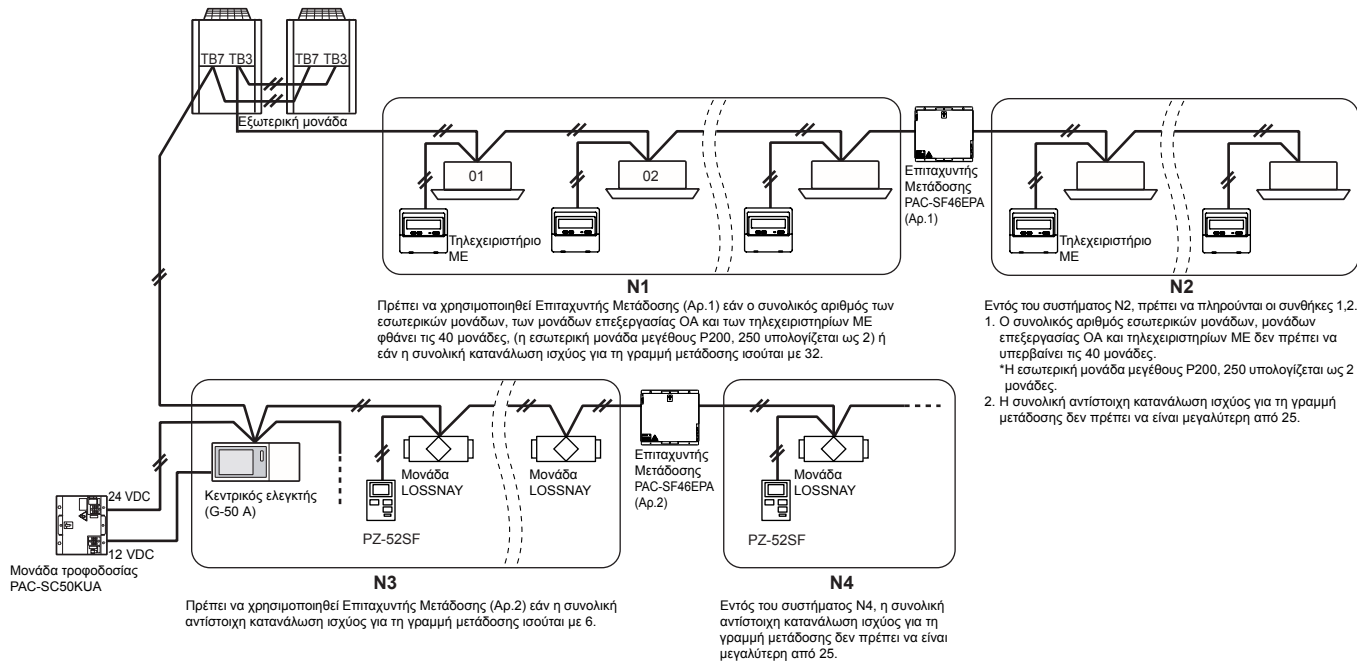 TB7 TB3
TB7 TB3
Εξωτερική μονάδα
01
02
Τηλεχειριστήριο
ΜΕ
Επιταχυντής
Μετάδοσης
PAC-SF46EPA
(Αρ.1)
Τηλεχειριστήριο
ΜΕ
N1
Πρέπει να χρησιμοποιηθεί Επιταχυντής Μετάδοσης (Αρ.1) εάν ο συνολικός αριθμός των
εσωτερικών μονάδων, των μονάδων επεξεργασίας ΟΑ και των τηλεχειριστηρίων ΜΕ
φθάνει τις 40 μονάδες, (η εσωτερική μονάδα μεγέθους P200, 250 υπολογίζεται ως 2) ή
εάν η συνολική κατανάλωση ισχύος για τη γραμμή μετάδοσης ισούται με 32.
N2
Εντός του συστήματος N2, πρέπει να πληρούνται οι συνθήκες 1,2.
1. Ο συνολικός αριθμός εσωτερικών μονάδων, μονάδων
επεξεργασίας ΟΑ και τηλεχειριστηρίων ΜΕ δεν πρέπει να
υπερβαίνει τις 40 μονάδες.
*Η εσωτερική μονάδα μεγέθους P200, 250 υπολογίζεται ως 2
μονάδες.
2. Η συνολική αντίστοιχη κατανάλωση ισχύος για τη γραμμή
μετάδοσης δεν πρέπει να είναι μεγαλύτερη από 25.
24 VDC
12 VDC
Μονάδα τροφοδοσίας
PAC-SC50KUA
Κεντρικός ελεγκτής
(G-50 A)
Μονάδα
LOSSNAY
PZ-52SF
Μονάδα
LOSSNAY
Επιταχυντής
Μετάδοσης
PAC-SF46EPA
(Αρ.2)
Μονάδα
LOSSNAY
PZ-52SF
N3
Πρέπει να χρησιμοποιηθεί Επιταχυντής Μετάδοσης (Αρ.2) εάν η συνολική
αντίστοιχη κατανάλωση ισχύος για τη γραμμή μετάδοσης ισούται με 6.
N4
Εντός του συστήματος N4, η συνολική
αντίστοιχη κατανάλωση ισχύος για τη
γραμμή μετάδοσης δεν πρέπει να είναι
μεγαλύτερη από 25.